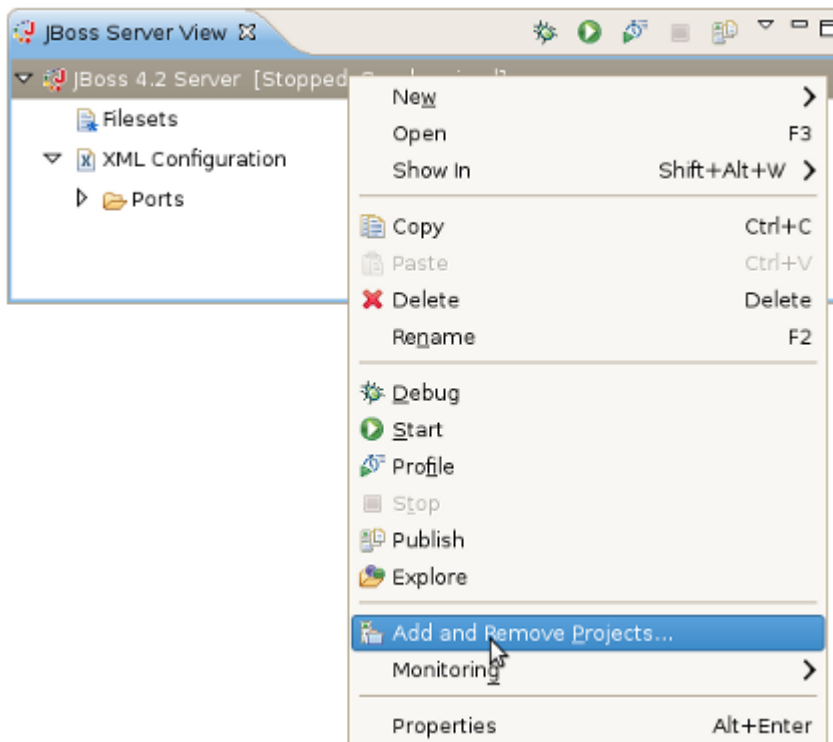 JBoss Server View
JBoss 4.2 Server [Stopped
Filesets
XML Configuration
Ports
New
Open F3
Show In Shift+Alt+W
Copy Ctrl+C
Paste Ctrl+V
Delete Delete
Rename F2
Debug
Start
Profile
Stop
Publish
Explore
Add and Remove Projects...
Monitoring
Properties Alt+Enter